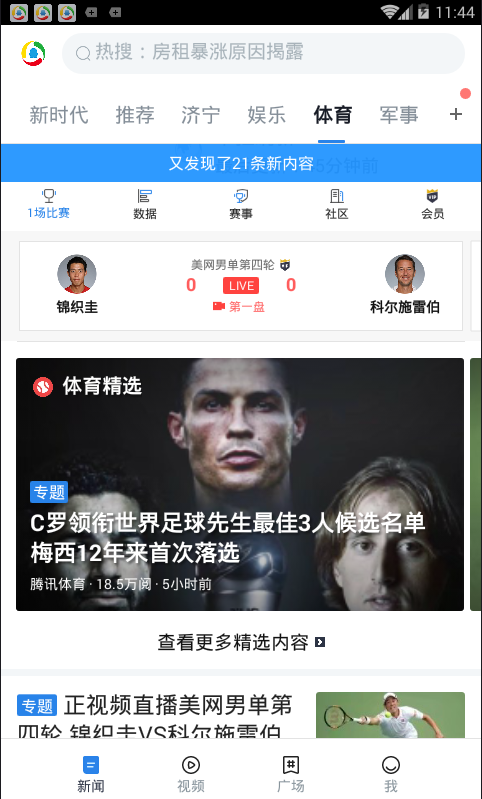 11:44
热搜：房租暴涨原因揭露
新时代 推荐 济宁 娱乐 体育 军事 +
又发现了21条新内容
5分钟前
1场比赛 数据 赛事 社区 会员
美网男单第四轮
0 LIVE 0
第一盘
锦织圭 科尔施雷伯
体育精选
专题
C罗领衔世界足球先生最佳3人候选名单
梅西12年来首次落选
腾讯体育 · 18.5万阅 · 5小时前
查看更多精选内容
专题 正视频直播美网男单第
四轮 锦织圭VS科尔施雷伯
新闻 视频 广场 我